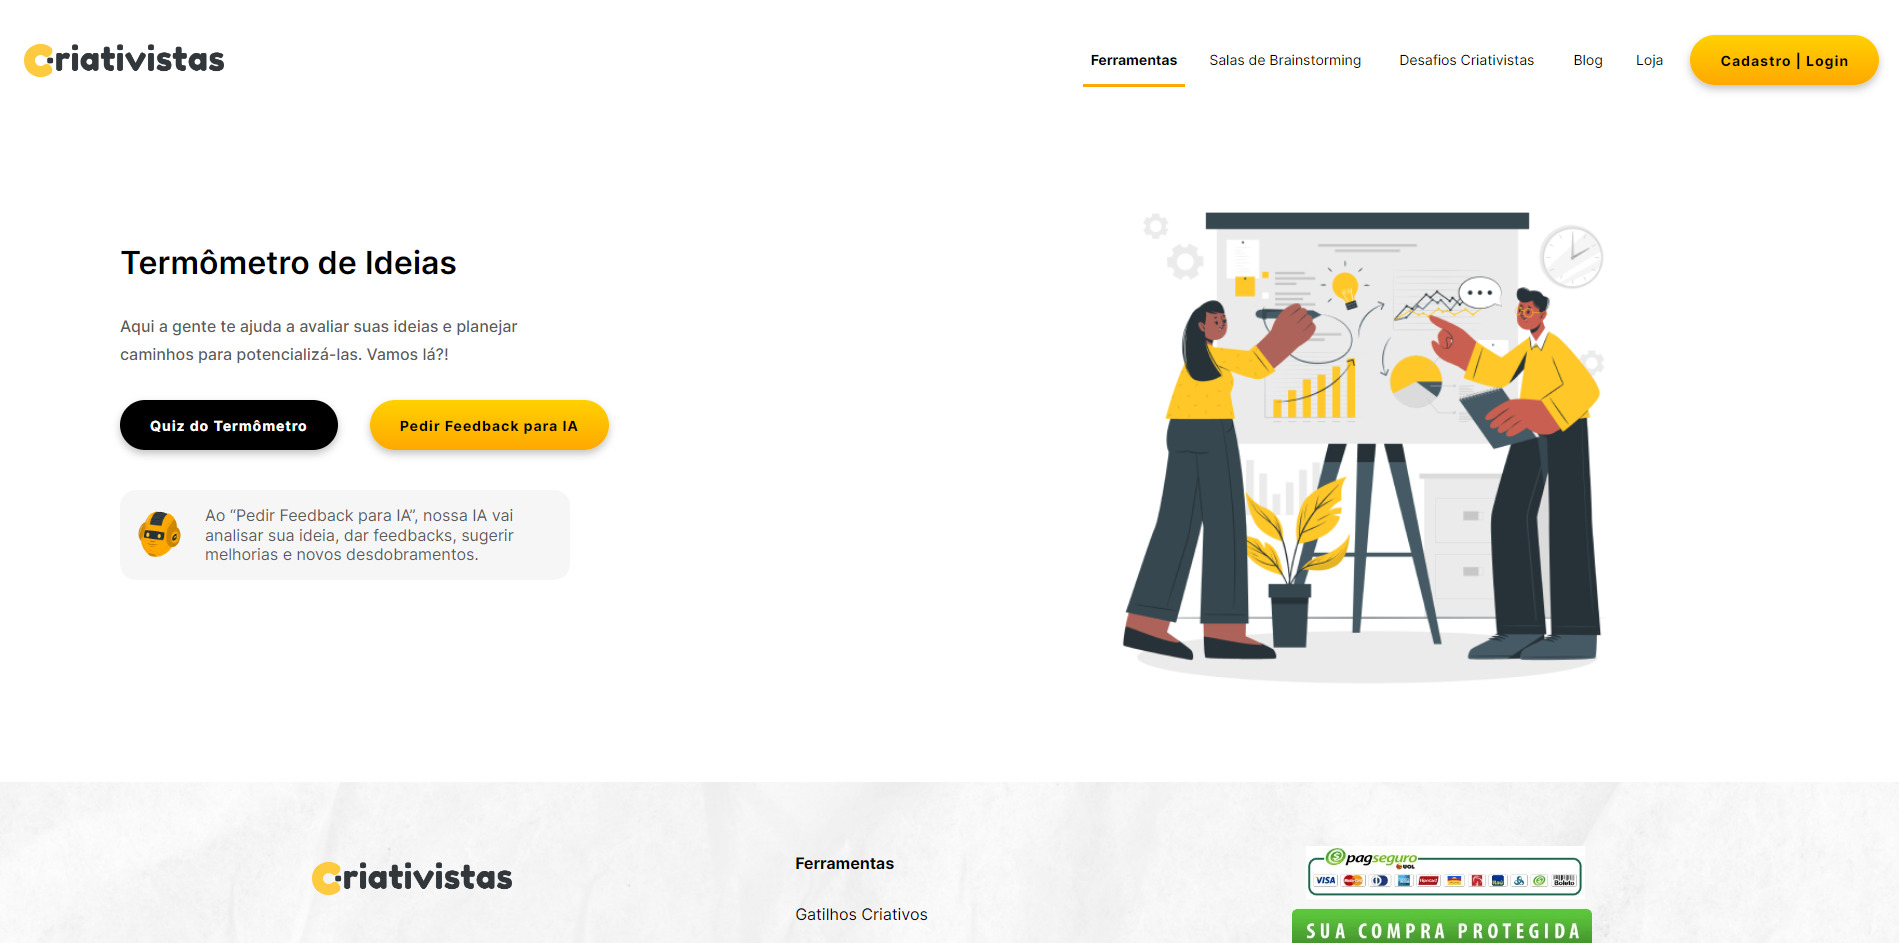 Criativistas
Ferramentas
Salas de Brainstorming
Desafios Criativistas
Blog
Loja
Cadastro | Login
Termômetro de Ideias
Aqui a gente te ajuda a avaliar suas ideias e planejar
caminhos para potencializá-las. Vamos lá?!
Quiz do Termômetro
Pedir Feedback para IA
Ao “Pedir Feedback para IA”, nossa IA vai
analisar sua ideia, dar feedbacks, sugerir
melhorias e novos desdobramentos.
Criativistas
Ferramentas
Gatilhos Criativos
pagseguro
UOL
VISA
Boleto
SUA COMPRA PROTEGIDA